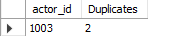 actor_id Duplicates
1003 2